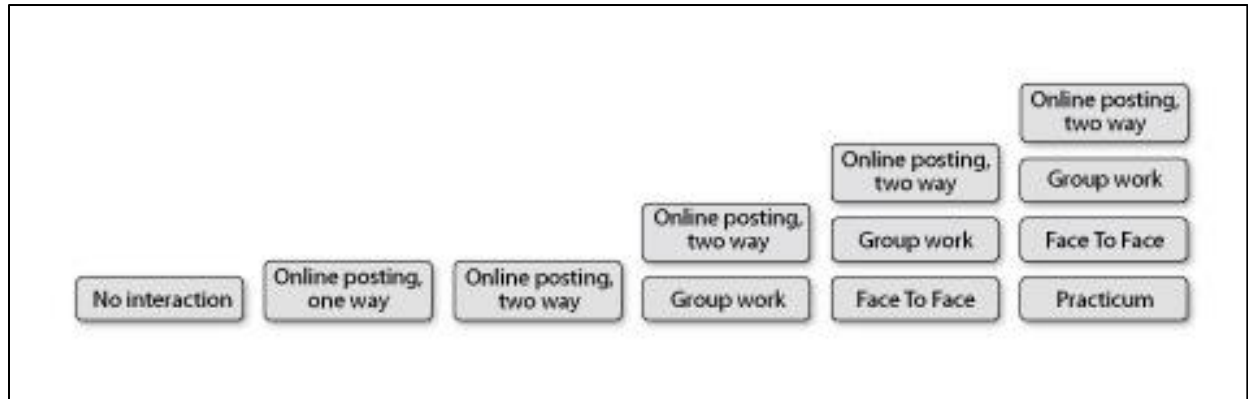 No interaction
Online posting,
one way
Online posting,
two way
Online posting,
two way
Group work
Online posting,
two way
Group work
Face To Face
Online posting,
two way
Group work
Face To Face
Practicum